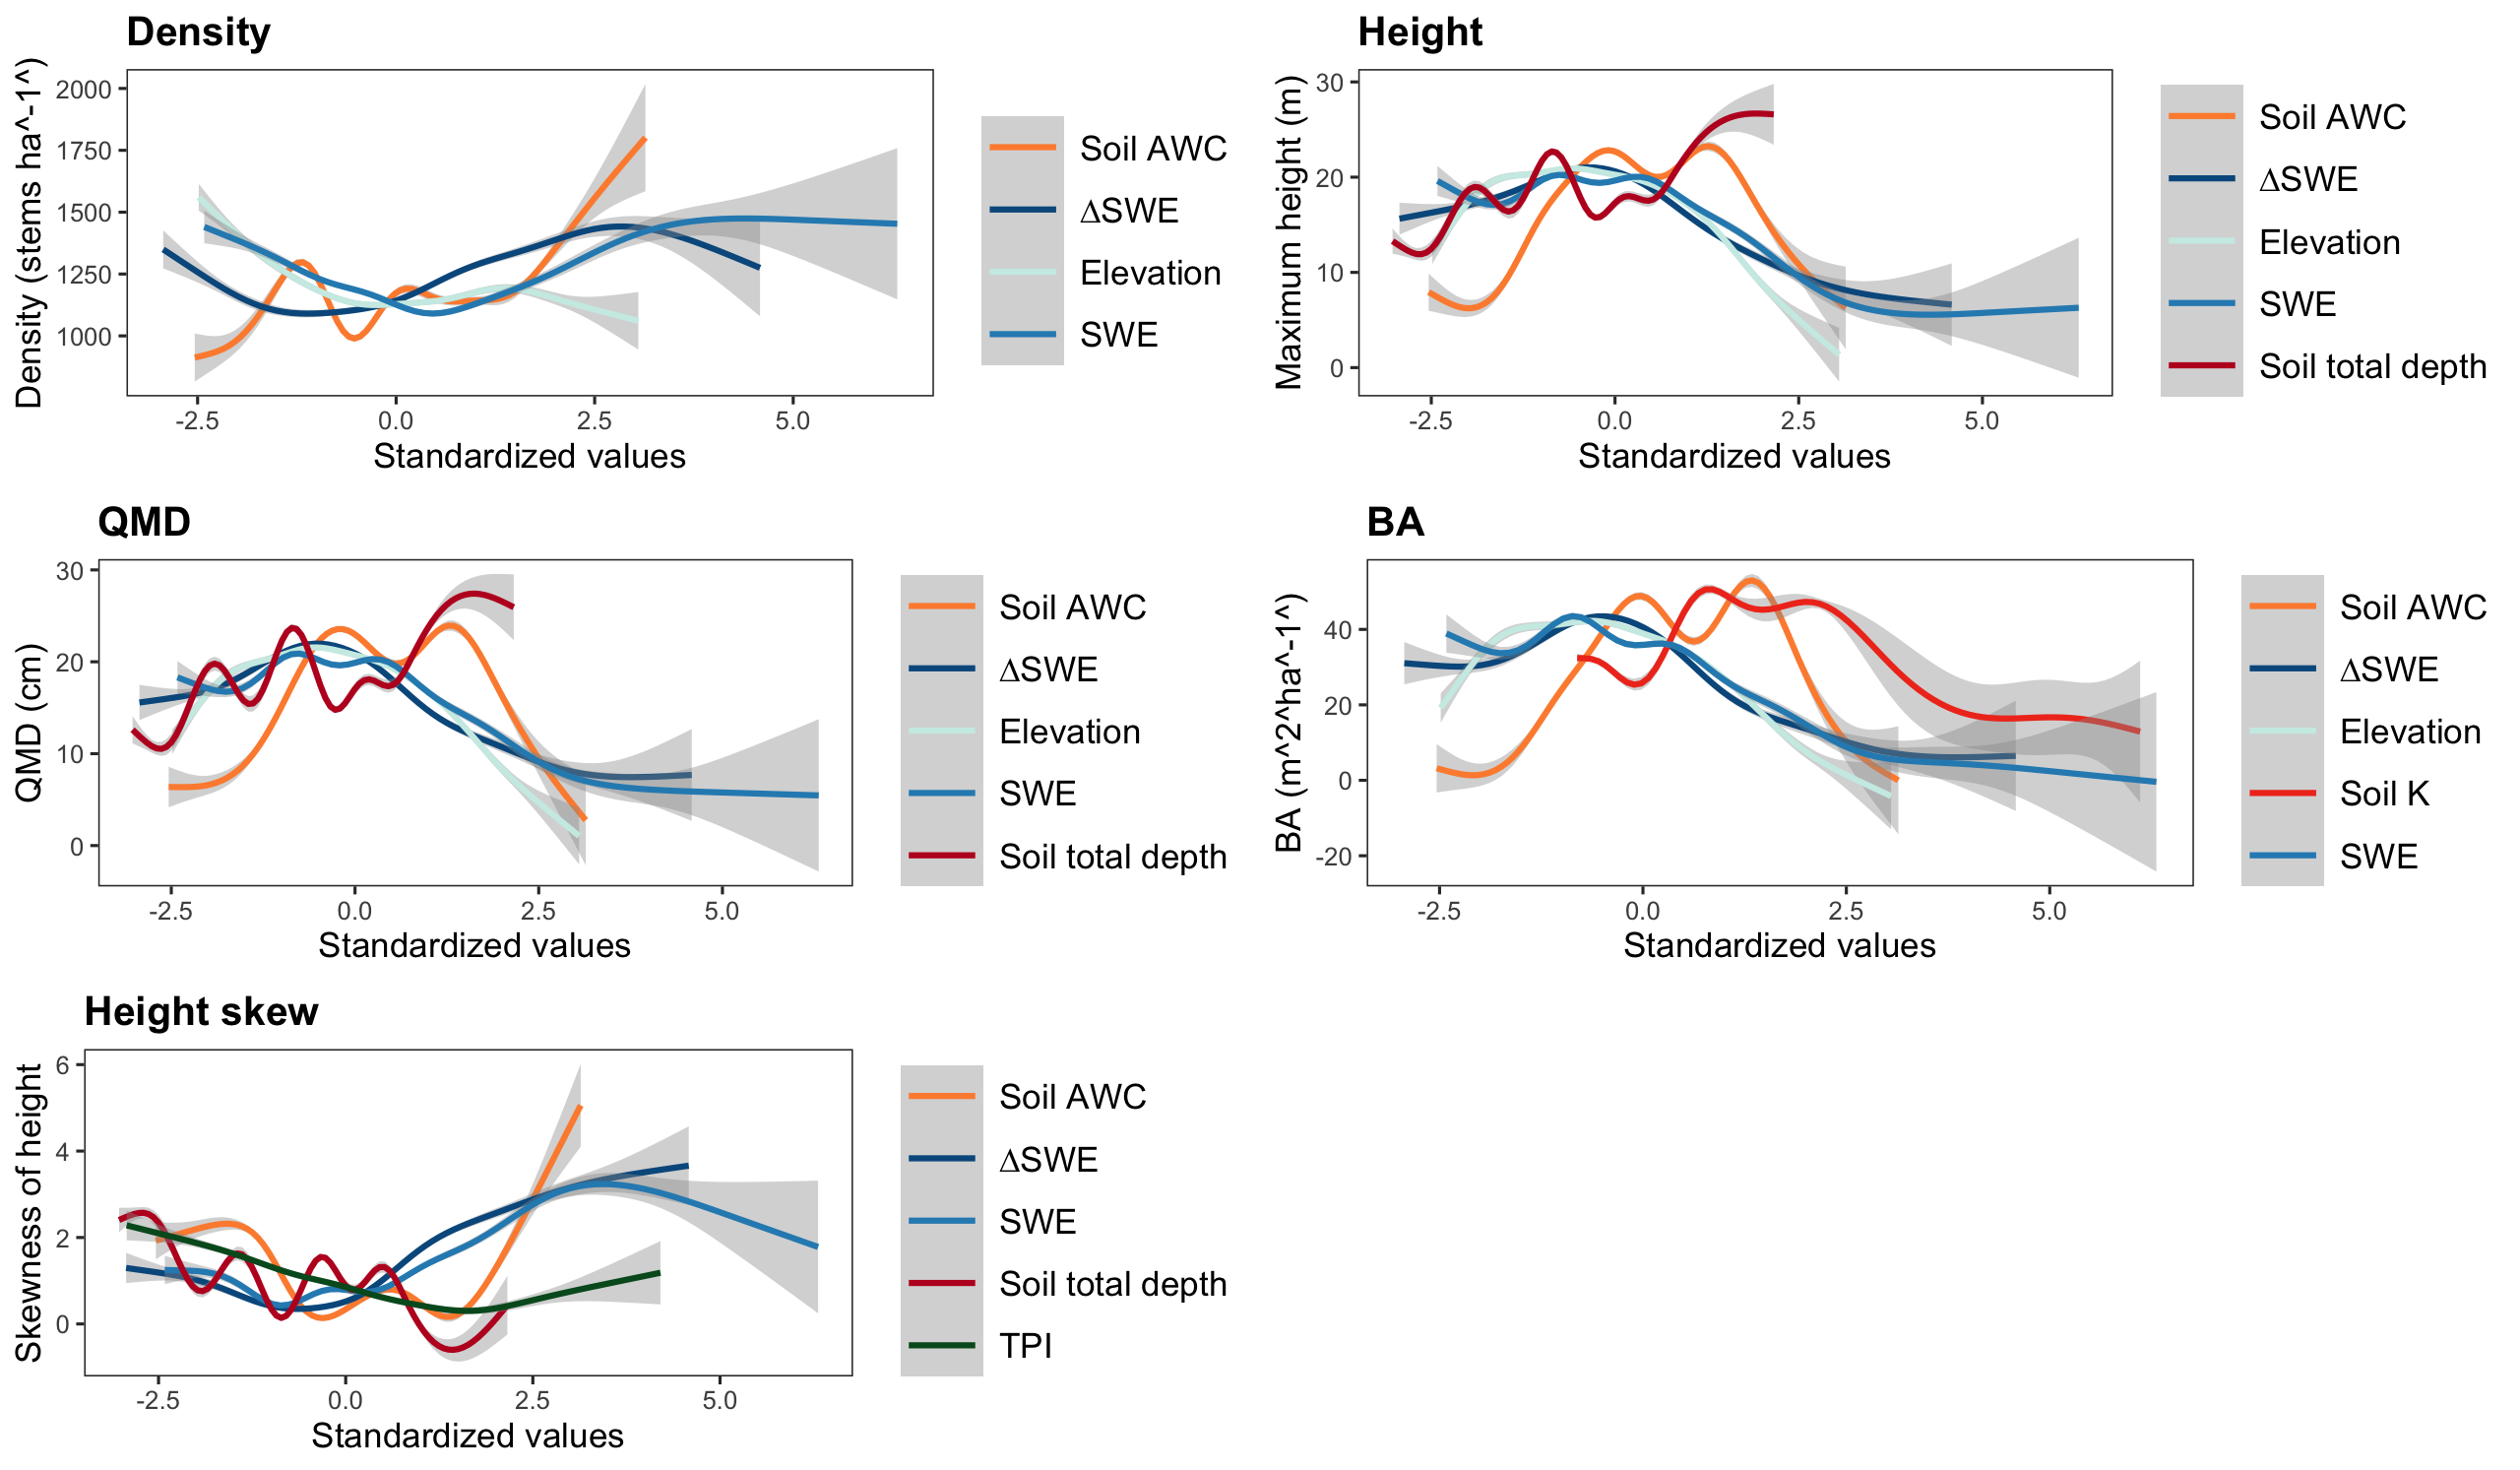 Density
Density (stems ha^-1^)
2000
1750
1500
1250
1000
-2.5
0.0
2.5
5.0
Standardized values
Soil AWC
ΔSWE
Elevation
SWE
Height
Maximum height (m)
30
20
10
0
-2.5
0.0
2.5
5.0
Standardized values
Soil AWC
ΔSWE
Elevation
SWE
Soil total depth
QMD
QMD (cm)
30
20
10
0
-2.5
0.0
2.5
5.0
Standardized values
Soil AWC
ΔSWE
Elevation
SWE
Soil total depth
BA
BA (m^2^ha^-1^)
40
20
0
-20
-2.5
0.0
2.5
5.0
Standardized values
Soil AWC
ΔSWE
Elevation
Soil K
SWE
Height skew
Skewness of height
6
4
2
0
-2.5
0.0
2.5
5.0
Standardized values
Soil AWC
ΔSWE
SWE
Soil total depth
TPI